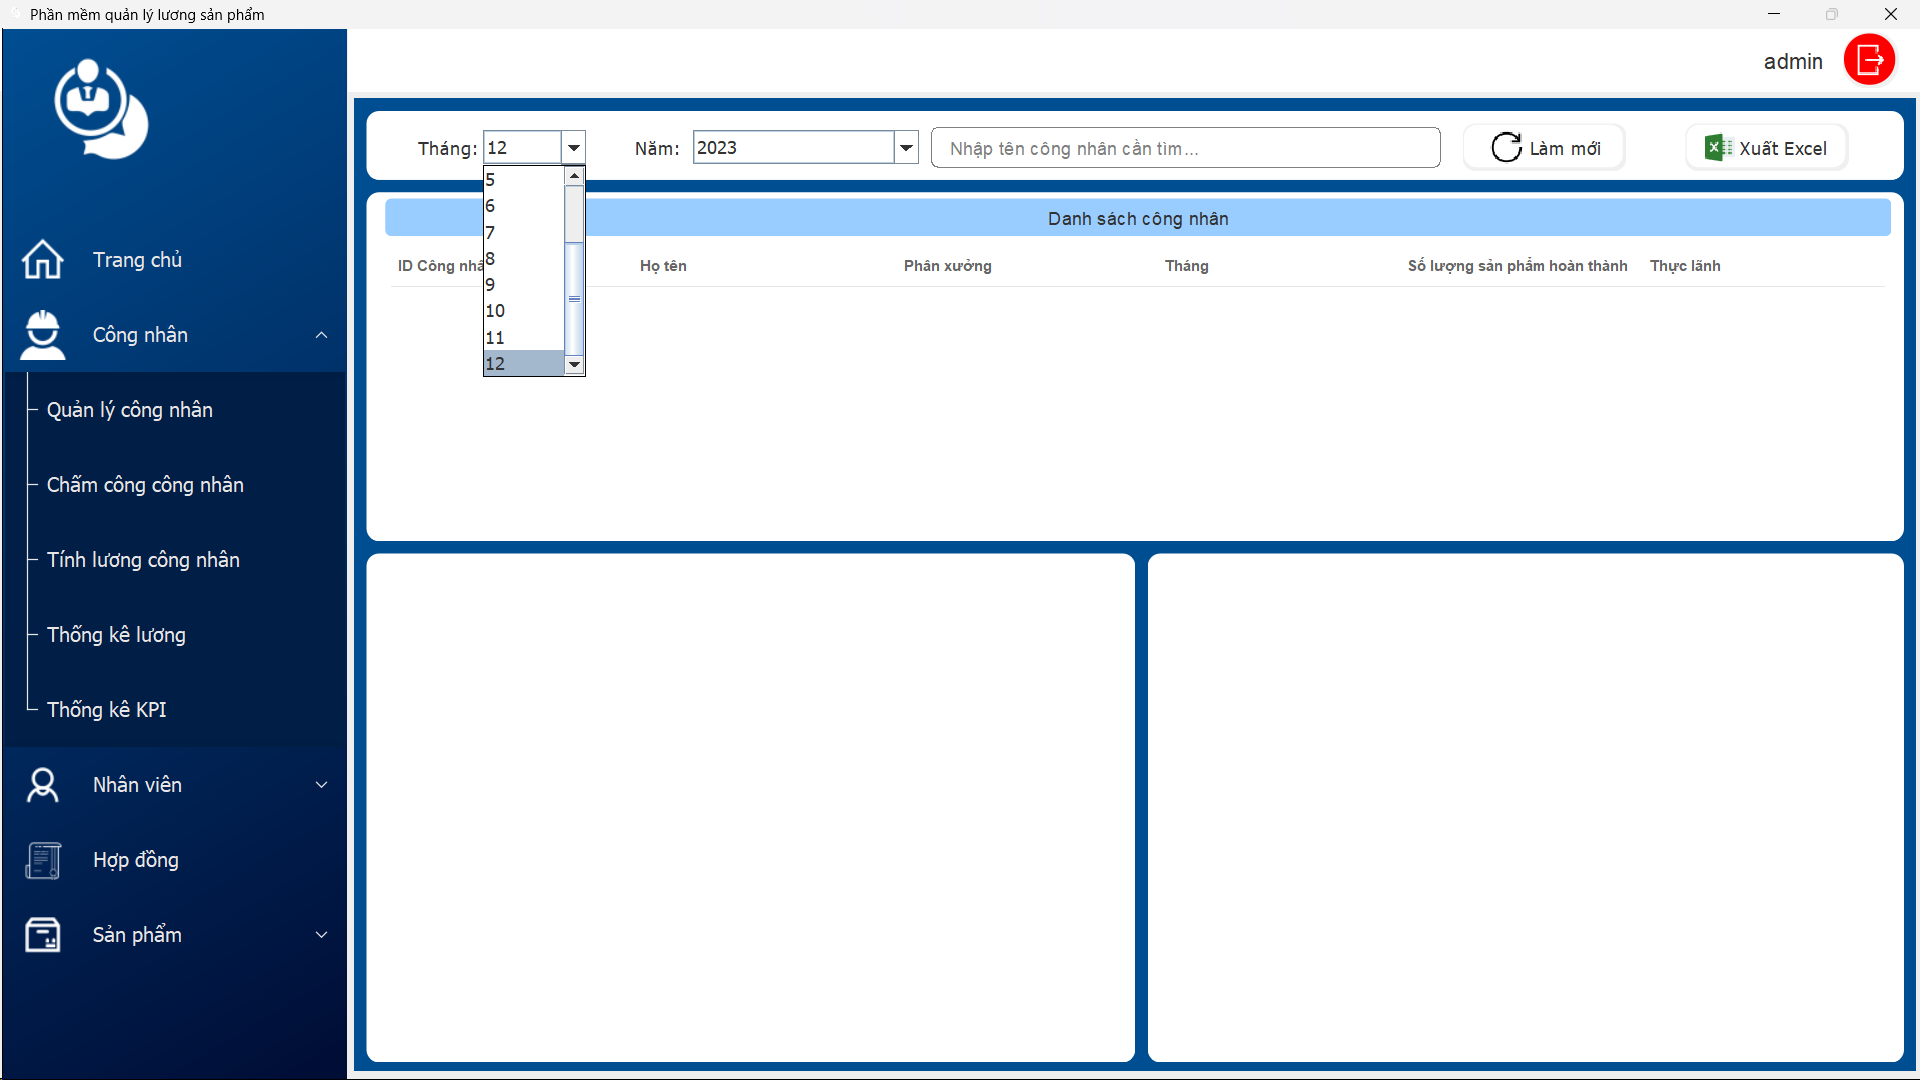 Phần mềm quản lý lương sản phẩm
admin
Tháng: 12
Năm: 2023
Nhập tên công nhân cần tìm...
Làm mới
Xuất Excel
5
6
7
8
9
10
11
12
Danh sách công nhân
ID Công nhâ
Họ tên
Phân xưởng
Tháng
Số lượng sản phẩm hoàn thành
Thực lãnh
Trang chủ
Công nhân
Quản lý công nhân
Chấm công công nhân
Tính lương công nhân
Thống kê lương
Thống kê KPI
Nhân viên
Hợp đồng
Sản phẩm